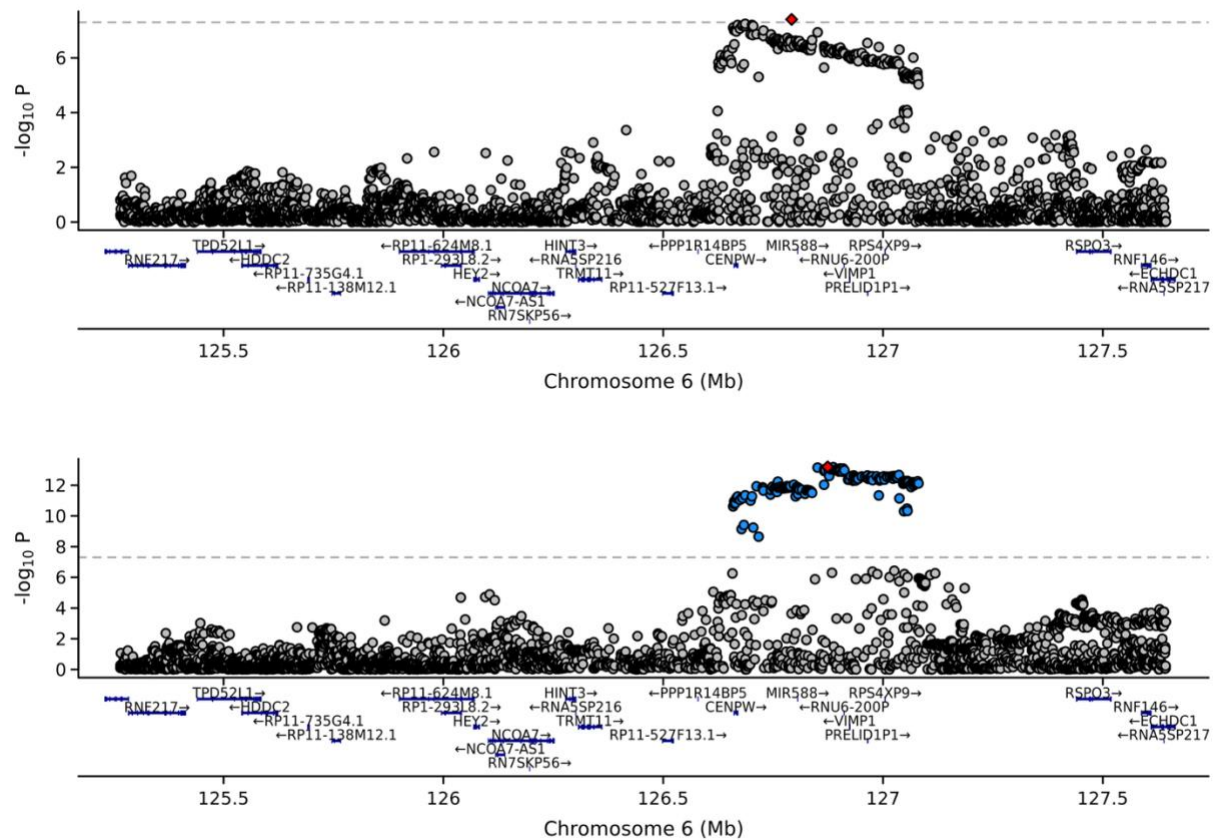 6
4
2
0
-log10 P
TPD52L1→ ←RP11-624M8.1 HINT3→ ←PPP1R14BP5 MIR588→ RPS4XP9→ RSPO3→
RNF217→ ←HDDC2 RP1-293L8.2→ ←RNA5SP216 CENPW→ ←RNU6-200P RNF146→
←RP11-735G4.1 HEY2→ TRMT11→ ←VIMP1 ←ECHDC1
←RP11-138M12.1 NCOA7→ RP11-527F13.1→ PRELID1P1→ ←RNA5SP217
←NCOA7-AS1
RN7SKP56→
125.5 126 126.5 127 127.5
Chromosome 6 (Mb)
12
10
8
6
4
2
0
-log10 P
TPD52L1→ ←RP11-624M8.1 HINT3→ ←PPP1R14BP5 MIR588→ RPS4XP9→ RSPO3→
RNF217→ ←HDDC2 RP1-293L8.2→ ←RNA5SP216 CENPW→ ←RNU6-200P RNF146→
←RP11-735G4.1 HEY2→ TRMT11→ ←VIMP1 ←ECHDC1
←RP11-138M12.1 NCOA7→ RP11-527F13.1→ PRELID1P1→ ←RNA5SP217
←NCOA7-AS1
RN7SKP56→
125.5 126 126.5 127 127.5
Chromosome 6 (Mb)